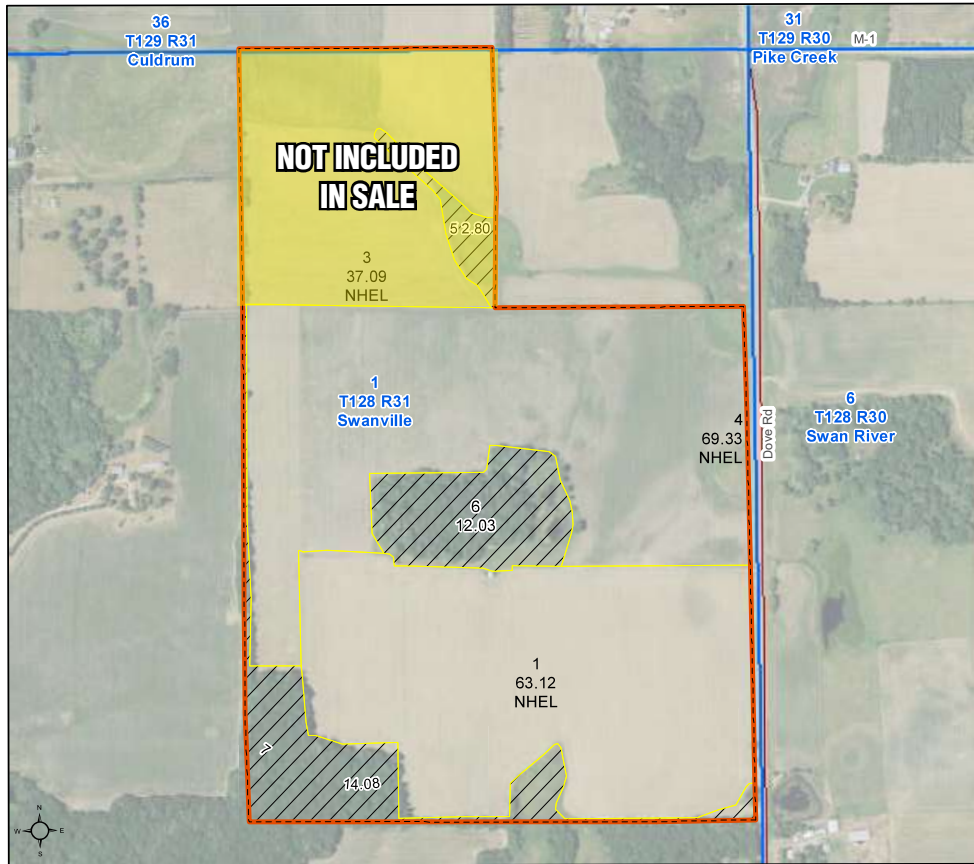 36
T129 R31
Culdrum
31
T129 R30
Pike Creek
M-1
NOT INCLUDED
IN SALE
5 2.80
3
37.09
NHEL
1
T128 R31
Swanville
4
69.33
NHEL
Dove Rd
6
T128 R30
Swan River
6
12.03
1
63.12
NHEL
7
14.08
N
W
E
S